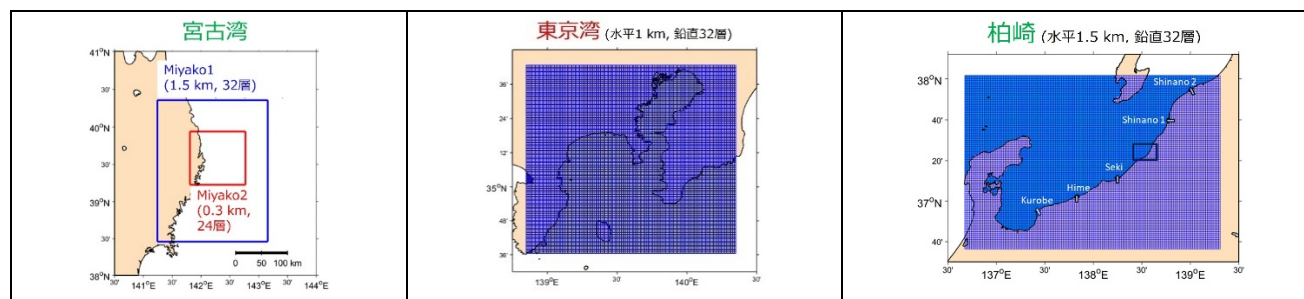 宮古湾
41°N
Miyako1
(1.5 km, 32層)
30'
40°N
30'
Miyako2
(0.3 km,
24層)
39°N
30'
0 50 100 km
38°N
30' 141°E 30' 142°E 30' 143°E 30' 144°E
東京湾 (水平1 km, 鉛直32層)
36'
24'
12'
35°N
48'
36'
139°E 30' 140°E
柏崎 (水平1.5 km, 鉛直32層)
38°N
Shinano 2
40'
Shinano 1
20'
Seki
Hime
37°N
Kurobe
40'
137°E 30' 138°E 30' 139°E